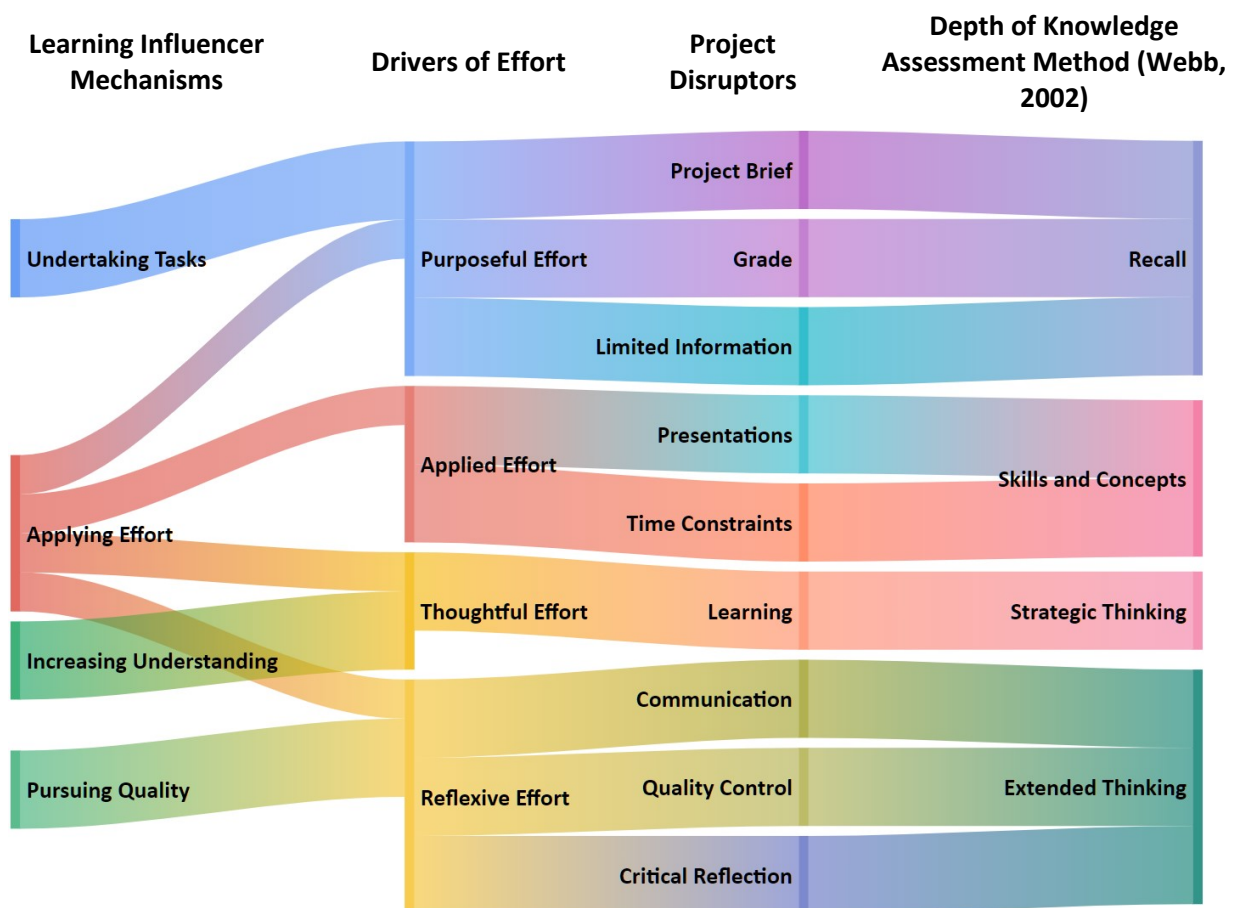 Learning Influencer
Mechanisms
Drivers of Effort
Project
Disruptors
Depth of Knowledge
Assessment Method (Webb,
2002)
Undertaking Tasks
Applying Effort
Increasing Understanding
Pursuing Quality
Purposeful Effort
Applied Effort
Thoughtful Effort
Reflexive Effort
Project Brief
Grade
Limited Information
Presentations
Time Constraints
Learning
Communication
Quality Control
Critical Reflection
Recall
Skills and Concepts
Strategic Thinking
Extended Thinking